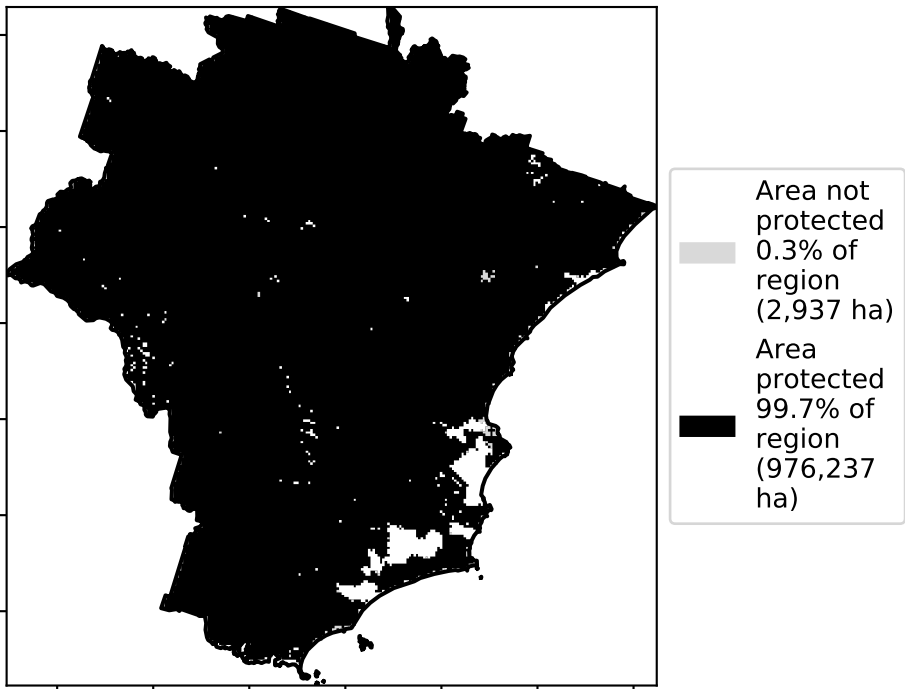 Area not
protected
0.3% of
region
(2,937 ha)
Area
protected
99.7% of
region
(976,237
ha)